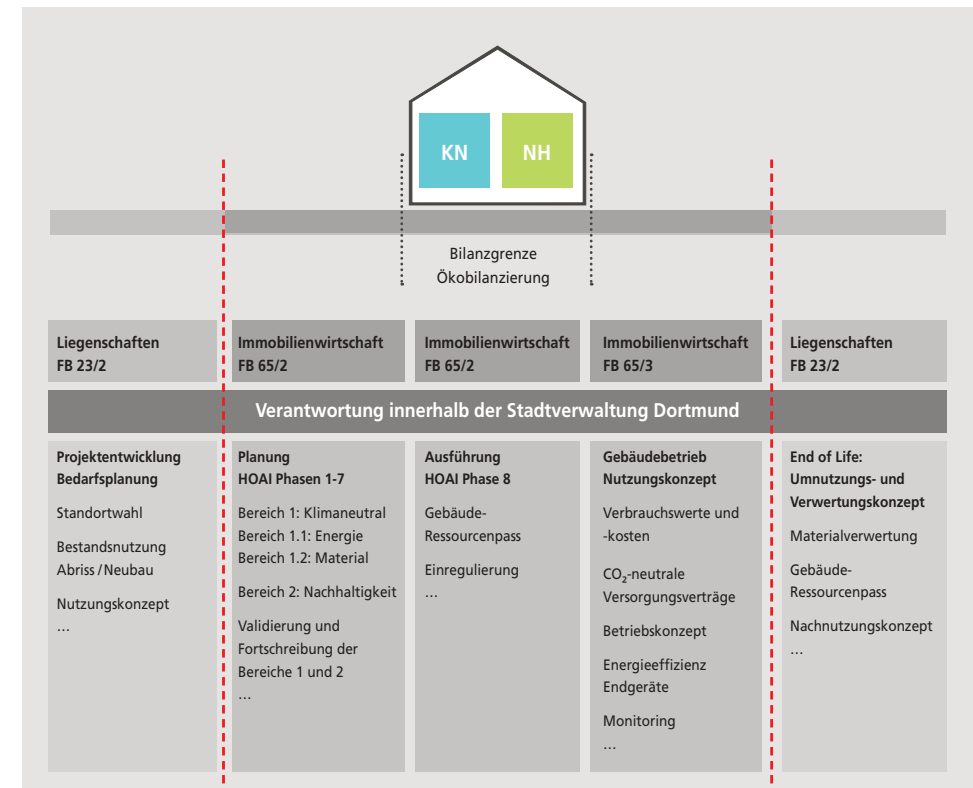 KN
NH
Bilanzgrenze
Ökobilanzierung
Liegenschaften
FB 23/2
Immobilienwirtschaft
FB 65/2
Immobilienwirtschaft
FB 65/2
Immobilienwirtschaft
FB 65/3
Liegenschaften
FB 23/2
Verantwortung innerhalb der Stadtverwaltung Dortmund
Projektentwicklung
Bedarfsplanung
Standortwahl
Bestandsnutzung
Abriss/Neubau
Nutzungskonzept
…
Planung
HOAI Phasen 1-7
Bereich 1: Klimaneutral
Bereich 1.1: Energie
Bereich 1.2: Material
Bereich 2: Nachhaltigkeit
Validierung und
Fortschreibung der
Bereiche 1 und 2
…
Ausführung
HOAI Phase 8
Gebäude-
Ressourcenpass
Einregulierung
…
Gebäudebetrieb
Nutzungskonzept
Verbrauchswerte und
-kosten
CO₂-neutrale
Versorgungsverträge
Betriebskonzept
Energieeffizienz
Endgeräte
Monitoring
…
End of Life:
Umnutzungs- und
Verwertungskonzept
Materialverwertung
Gebäude-
Ressourcenpass
Nachnutzungskonzept
…